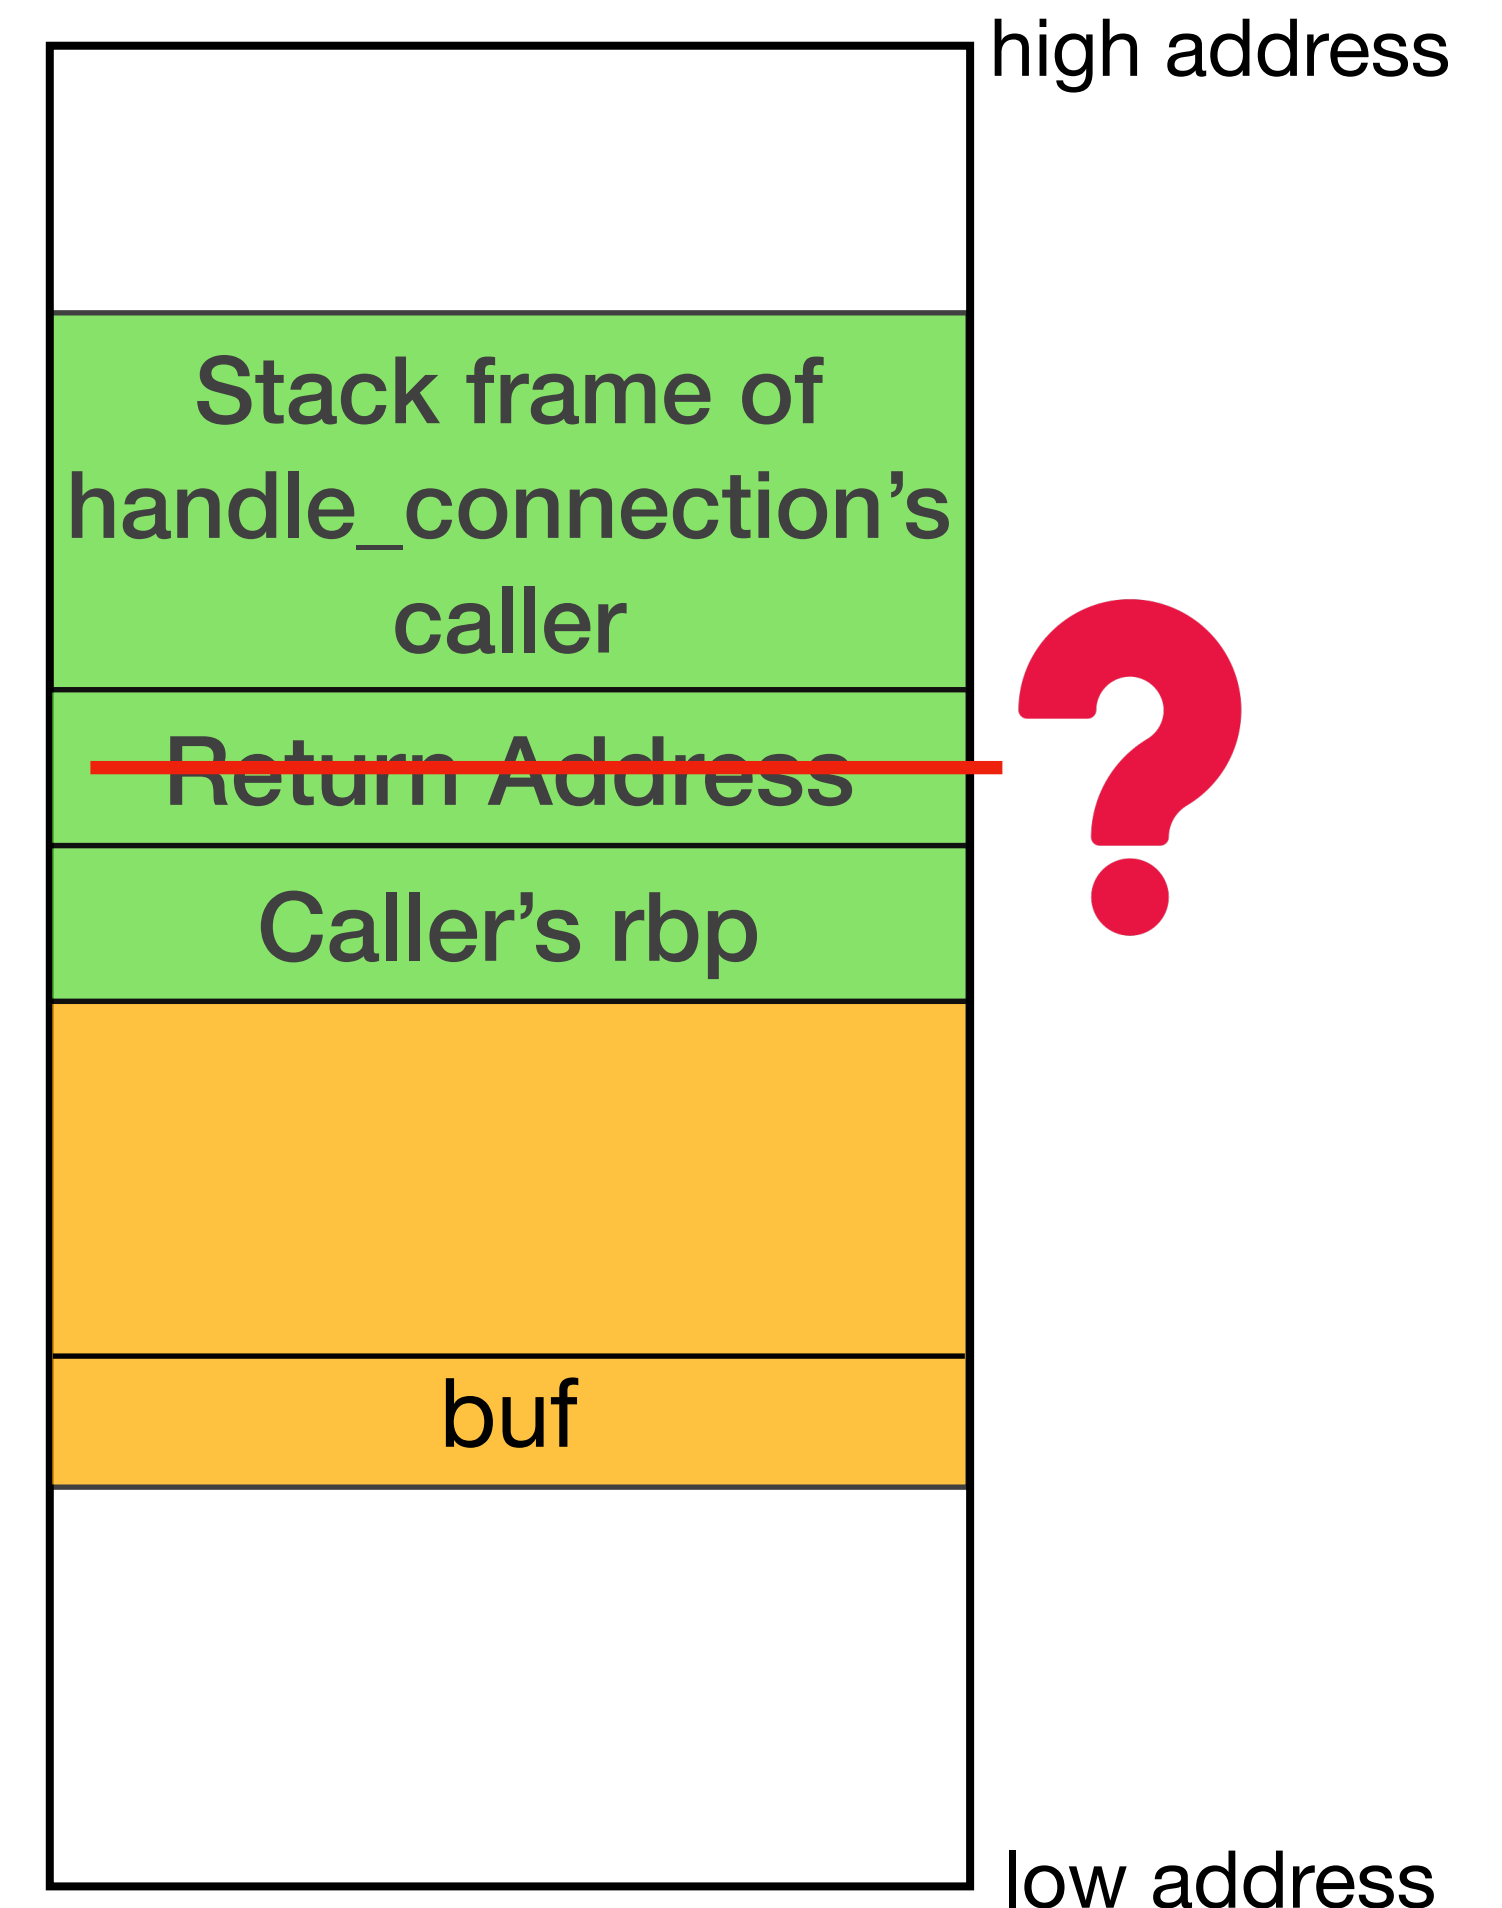 high address
Stack frame of
handle_connection’s
caller
Return Address
?
Caller’s rbp
buf
low address